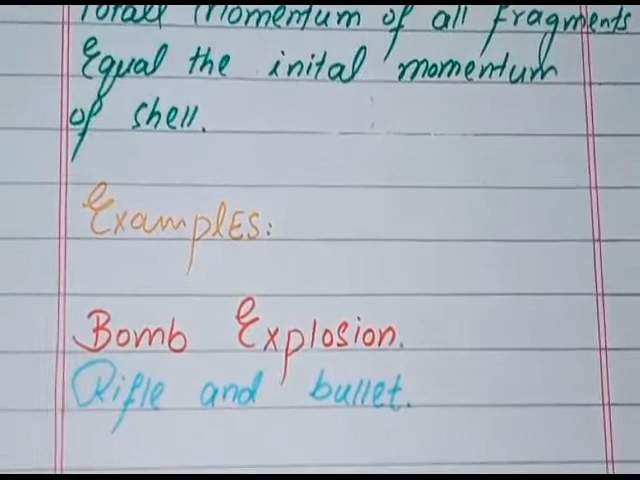 Totall momentum of all fragments
Equal the inital momentum
of shell.
Examples:
Bomb Explosion.
Rifle and bullet.